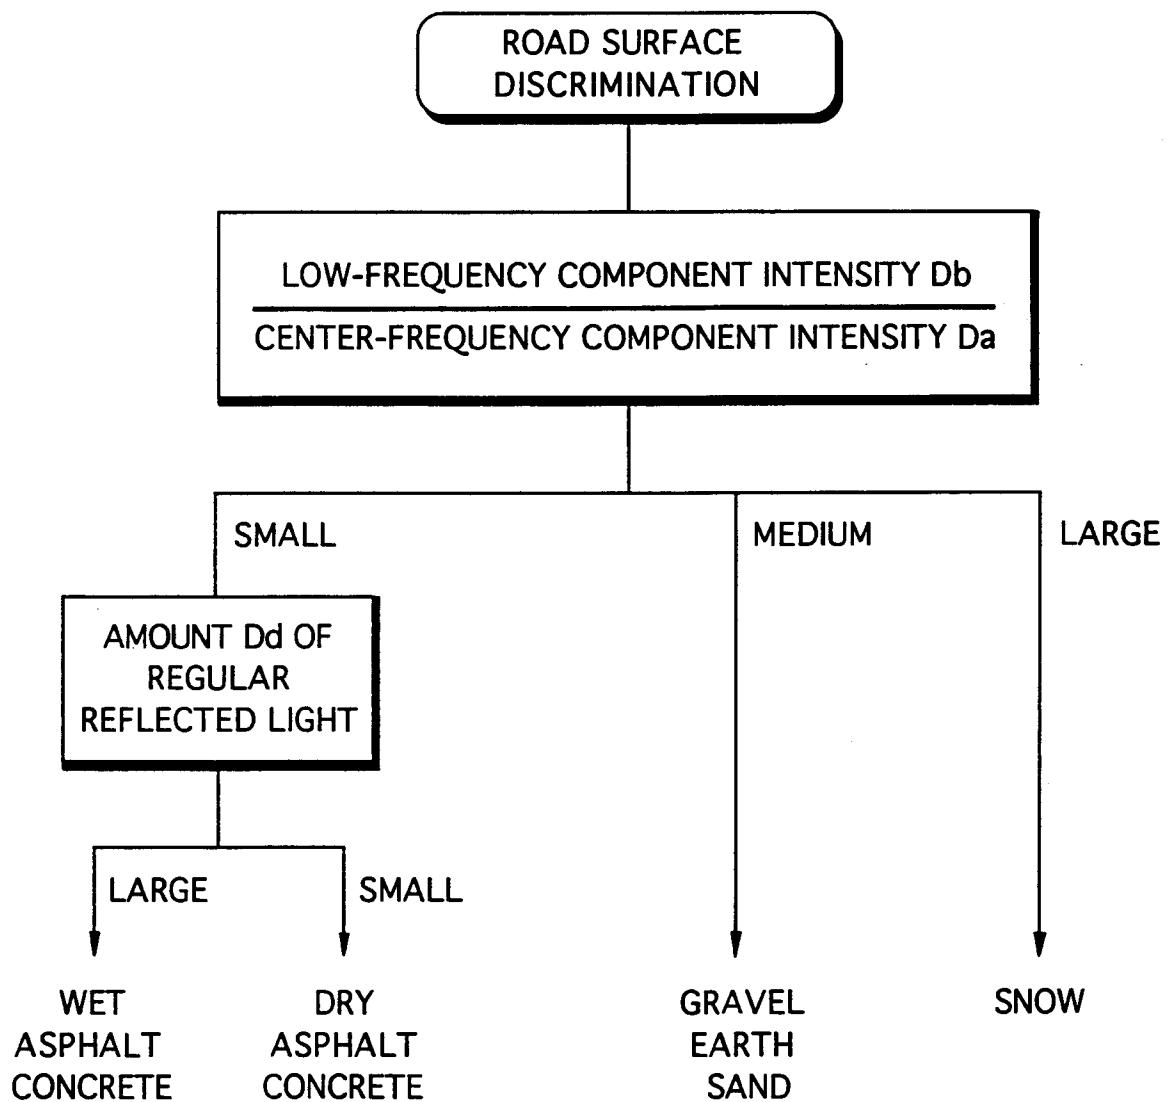 ROAD SURFACE
DISCRIMINATION
LOW-FREQUENCY COMPONENT INTENSITY Db
CENTER-FREQUENCY COMPONENT INTENSITY Da
SMALL
MEDIUM
LARGE
AMOUNT Dd OF
REGULAR
REFLECTED LIGHT
LARGE
SMALL
WET
ASPHALT
CONCRETE
DRY
ASPHALT
CONCRETE
GRAVEL
EARTH
SAND
SNOW